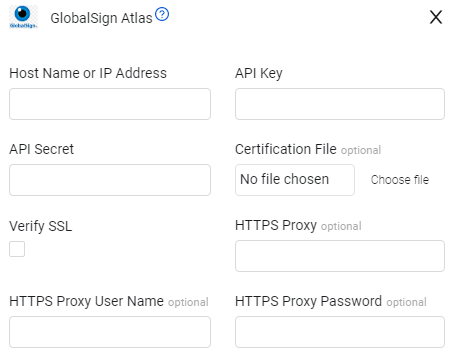 GlobalSign.
GlobalSign Atlas ?
Host Name or IP Address
API Key
API Secret
Certification File optional
No file chosen
Choose file
Verify SSL
HTTPS Proxy optional
HTTPS Proxy User Name optional
HTTPS Proxy Password optional